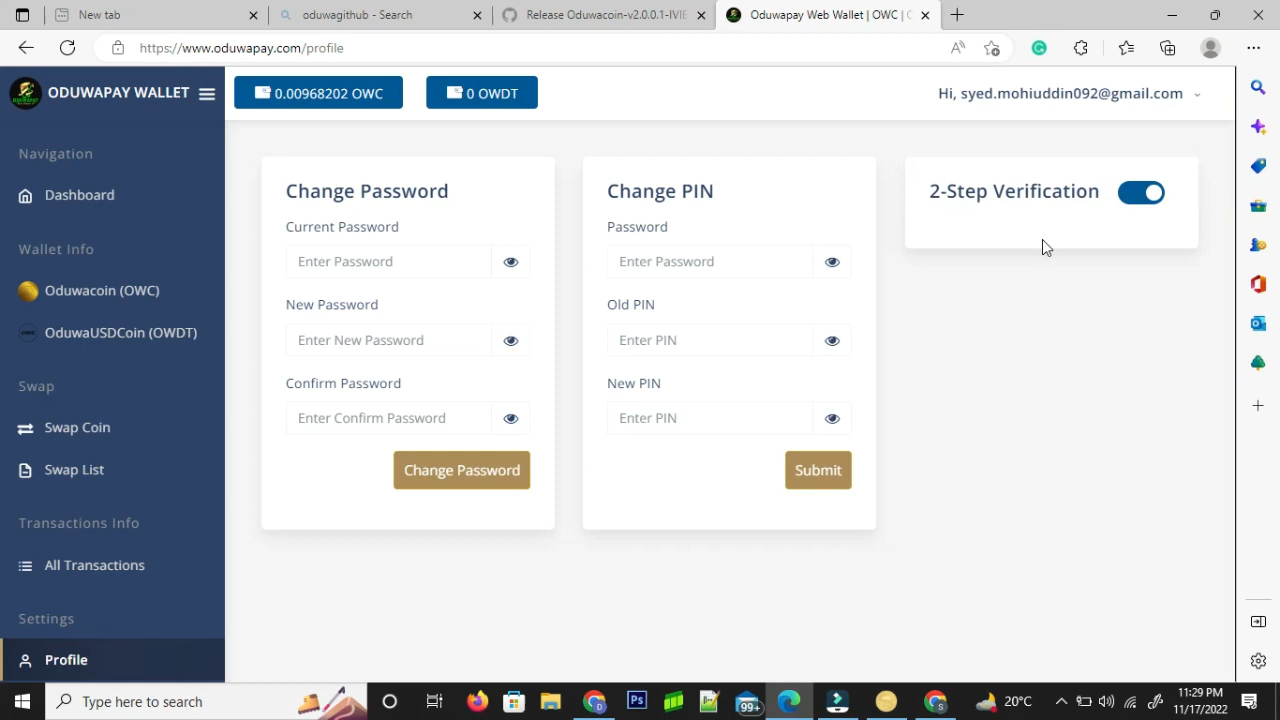 New tab
oduwagithub - Search
Release Oduwacoin-v2.0.0.1-IVIE
Oduwapay Web Wallet | OWC | C
https://www.oduwapay.com/profile
ODUWAPAY WALLET
0.00968202 OWC
0 OWDT
Hi, syed.mohiuddin092@gmail.com
Navigation
Dashboard
Wallet Info
Oduwacoin (OWC)
OduwaUSDCoin (OWDT)
Swap
Swap Coin
Swap List
Transactions Info
All Transactions
Settings
Profile
Change Password
Current Password
Enter Password
New Password
Enter New Password
Confirm Password
Enter Confirm Password
Change Password
Change PIN
Password
Enter Password
Old PIN
Enter PIN
New PIN
Enter PIN
Submit
2-Step Verification
Type here to search
Ps
99+
20°C
11:29 PM
11/17/2022